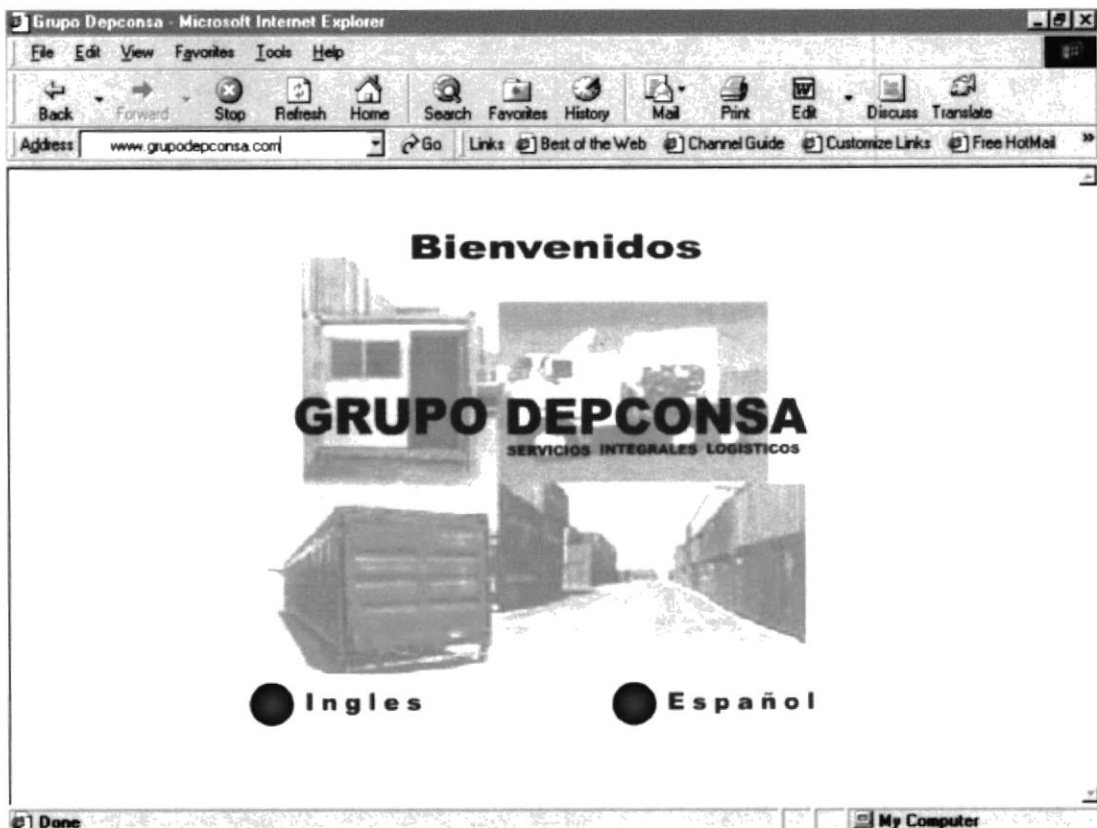 Grupo Depconsa - Microsoft Internet Explorer
File Edit View Favorites Tools Help
Back Forward Stop Refresh Home Search Favorites History Mail Print Edit Discuss Translate
Address www.grupodepconsa.com Go Links Best of the Web Channel Guide Customize Links Free HotMail »
Bienvenidos
GRUPO DEPCONSA
SERVICIOS INTEGRALES LOGISTICOS
Ingles Español
Done My Computer